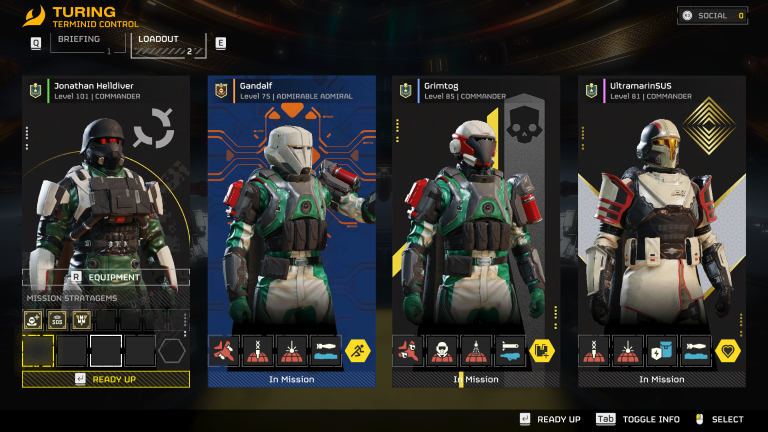 TURING
TERMINID CONTROL
SOCIAL 0
Q BRIEFING 1 LOADOUT 2 E
Jonathan Helldiver
Level 101 | COMMANDER
Gandalf
Level 75 | ADMIRABLE ADMIRAL
Grimtog
Level 85 | COMMANDER
UltramarinSUS
Level 81 | COMMANDER
R EQUIPMENT
MISSION STRATAGEMS
SOS
READY UP
In Mission
In Mission
In Mission
READY UP Tab TOGGLE INFO SELECT